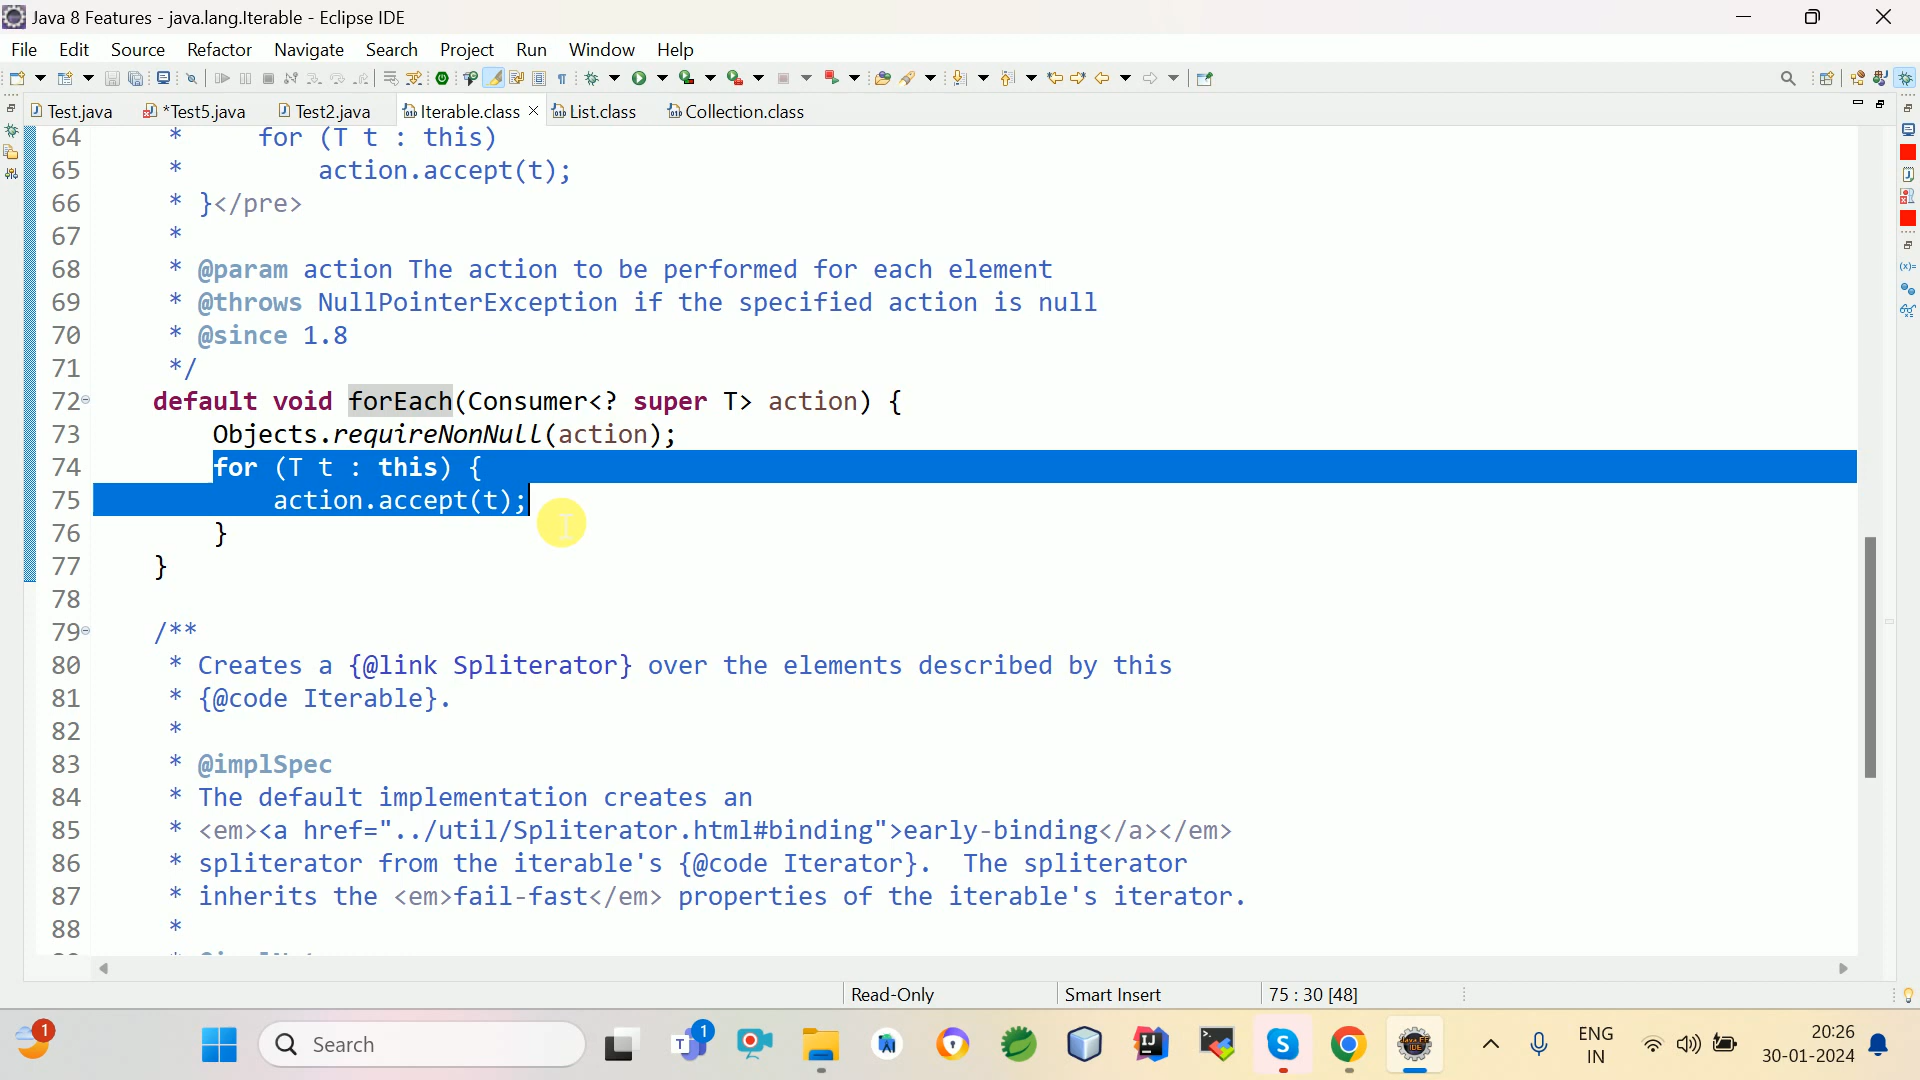 Java 8 Features - java.lang.Iterable - Eclipse IDE
File Edit Source Refactor Navigate Search Project Run Window Help
Test.java *Test5.java Test2.java Iterable.class List.class Collection.class
64 *     for (T t : this)
65 *         action.accept(t);
66 * }</pre>
67 *
68 * @param action The action to be performed for each element
69 * @throws NullPointerException if the specified action is null
70 * @since 1.8
71 */
72 default void forEach(Consumer<? super T> action) {
73 Objects.requireNonNull(action);
74 for (T t : this) {
75 action.accept(t);
76 }
77 }
78
79 /**
80 * Creates a {@link Spliterator} over the elements described by this
81 * {@code Iterable}.
82 *
83 * @implSpec
84 * The default implementation creates an
85 * <em><a href="../util/Spliterator.html#binding">early-binding</a></em>
86 * spliterator from the iterable's {@code Iterator}.  The spliterator
87 * inherits the <em>fail-fast</em> properties of the iterable's iterator.
88 *
Read-Only Smart Insert 75 : 30 [48]
1 Search 1 ENG 20:26
IN 30-01-2024